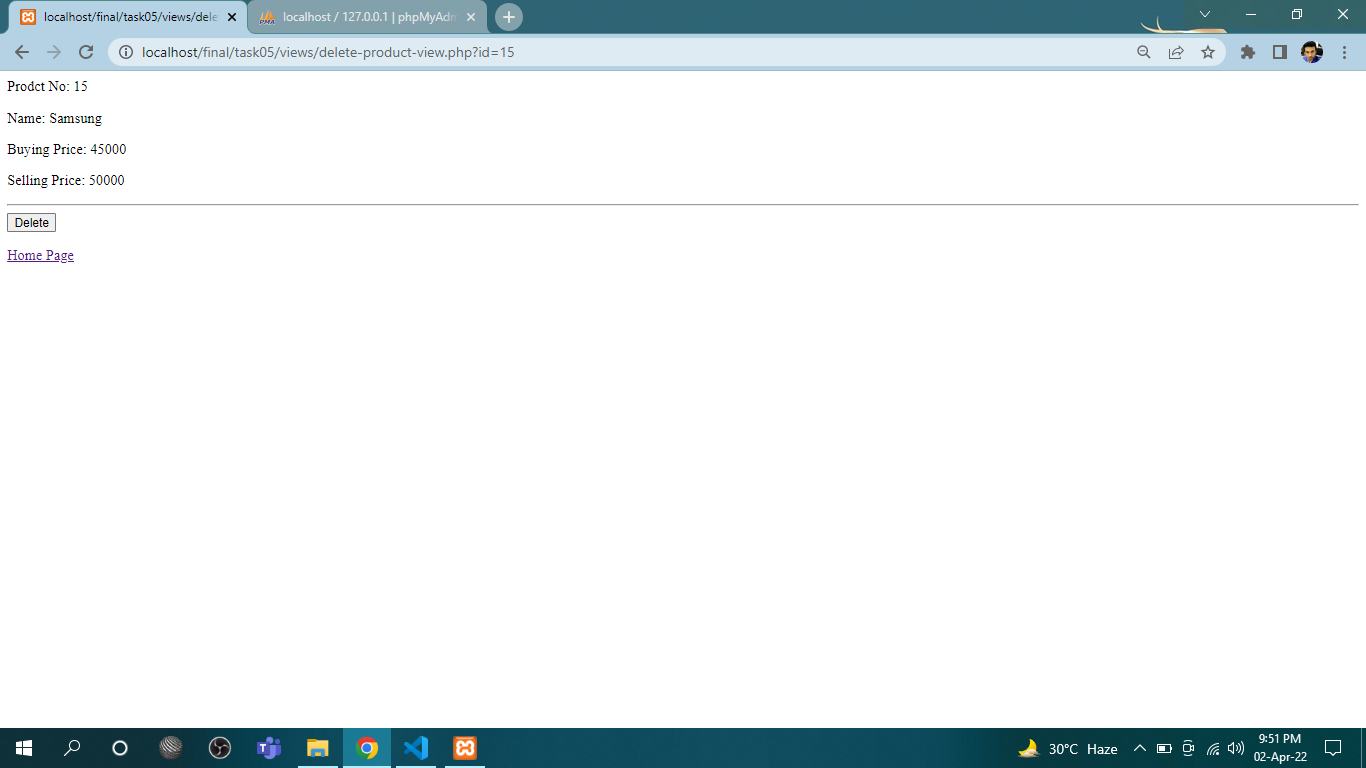 localhost/final/task05/views/dele
localhost / 127.0.0.1 | phpMyAdm
localhost/final/task05/views/delete-product-view.php?id=15
Prodct No: 15
Name: Samsung
Buying Price: 45000
Selling Price: 50000
Delete
Home Page
30°C Haze
9:51 PM
02-Apr-22